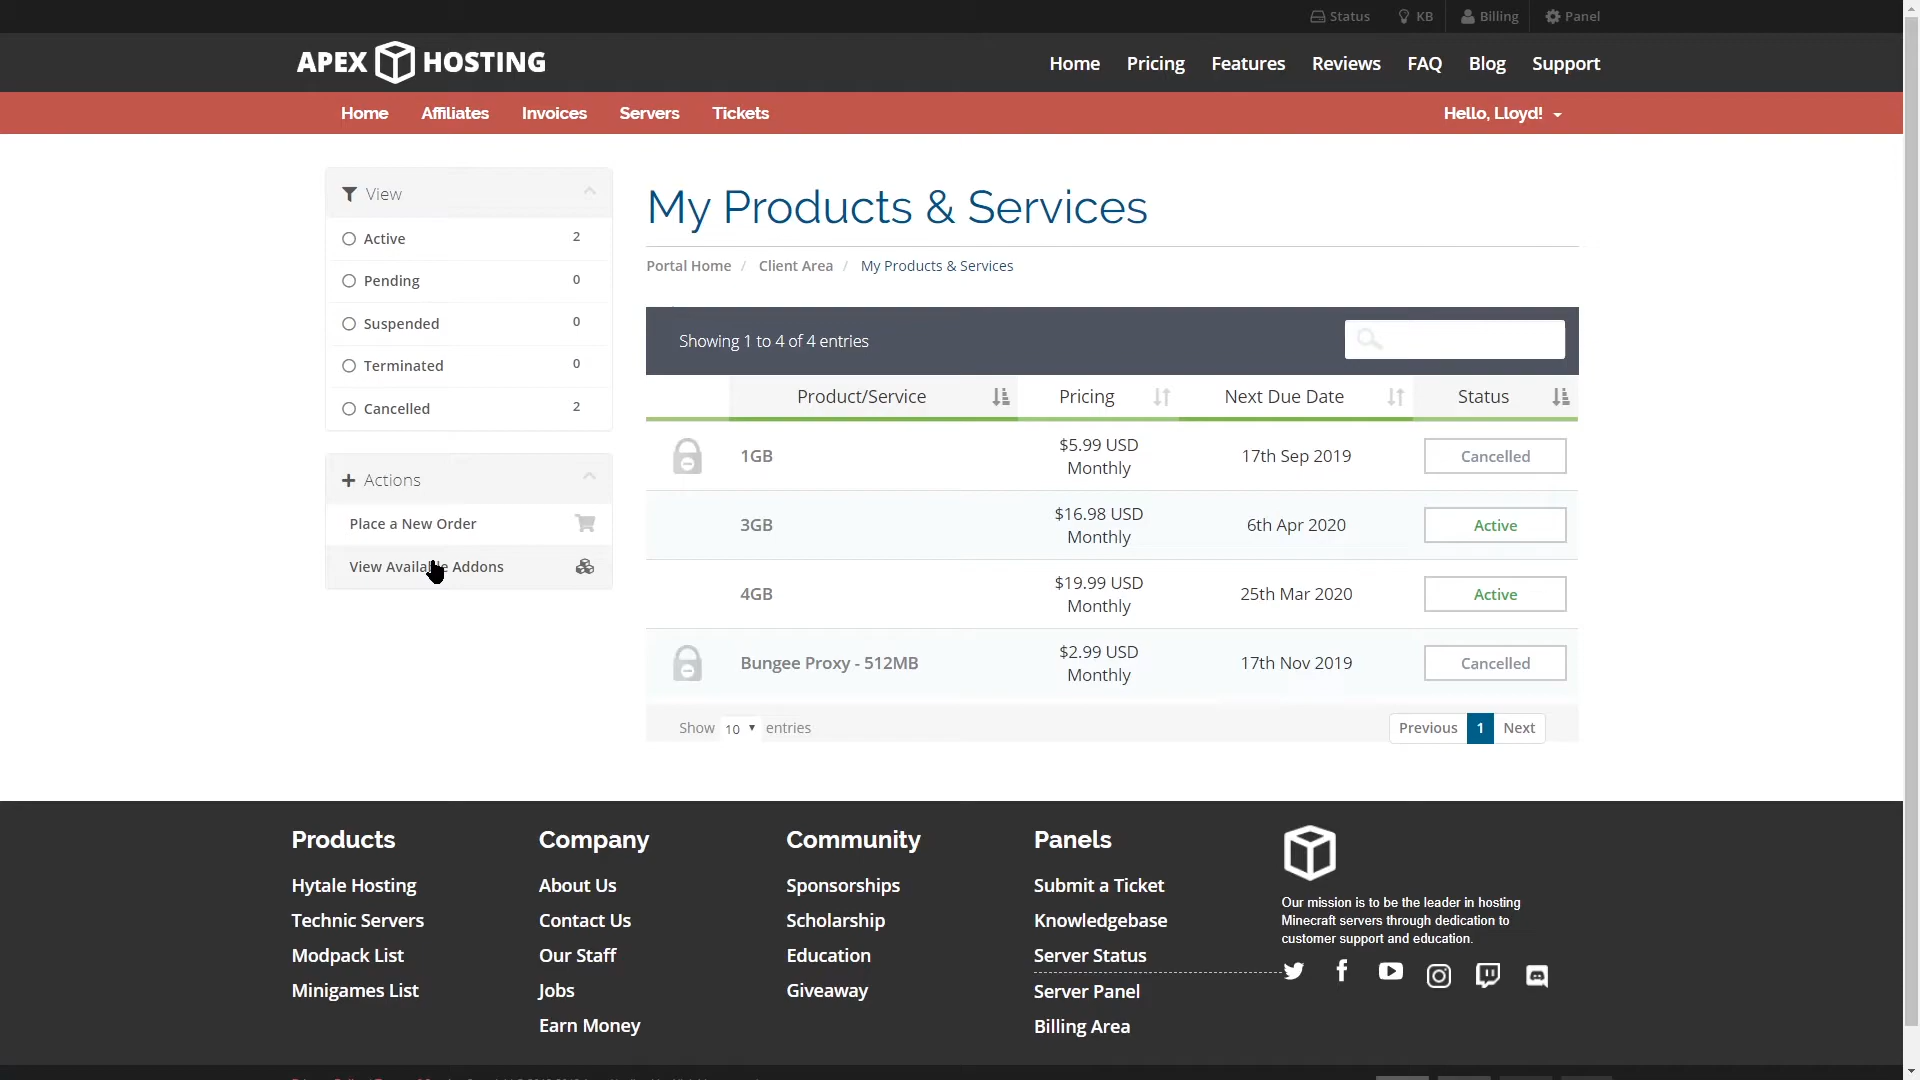 Status KB Billing Panel
APEX HOSTING
Home Pricing Features Reviews FAQ Blog Support
Home Affiliates Invoices Servers Tickets Hello, Lloyd!
View
Active 2
Pending 0
Suspended 0
Terminated 0
Cancelled 2
Actions
Place a New Order
View Available Addons
My Products & Services
Portal Home / Client Area / My Products & Services
Showing 1 to 4 of 4 entries
Product/Service Pricing Next Due Date Status
1GB $5.99 USD Monthly 17th Sep 2019 Cancelled
3GB $16.98 USD Monthly 6th Apr 2020 Active
4GB $19.99 USD Monthly 25th Mar 2020 Active
Bungee Proxy - 512MB $2.99 USD Monthly 17th Nov 2019 Cancelled
Show 10 entries
Previous 1 Next
Products
Hytale Hosting
Technic Servers
Modpack List
Minigames List
Company
About Us
Contact Us
Our Staff
Jobs
Earn Money
Community
Sponsorships
Scholarship
Education
Giveaway
Panels
Submit a Ticket
Knowledgebase
Server Status
Server Panel
Billing Area
Our mission is to be the leader in hosting
Minecraft servers through dedication to
customer support and education.